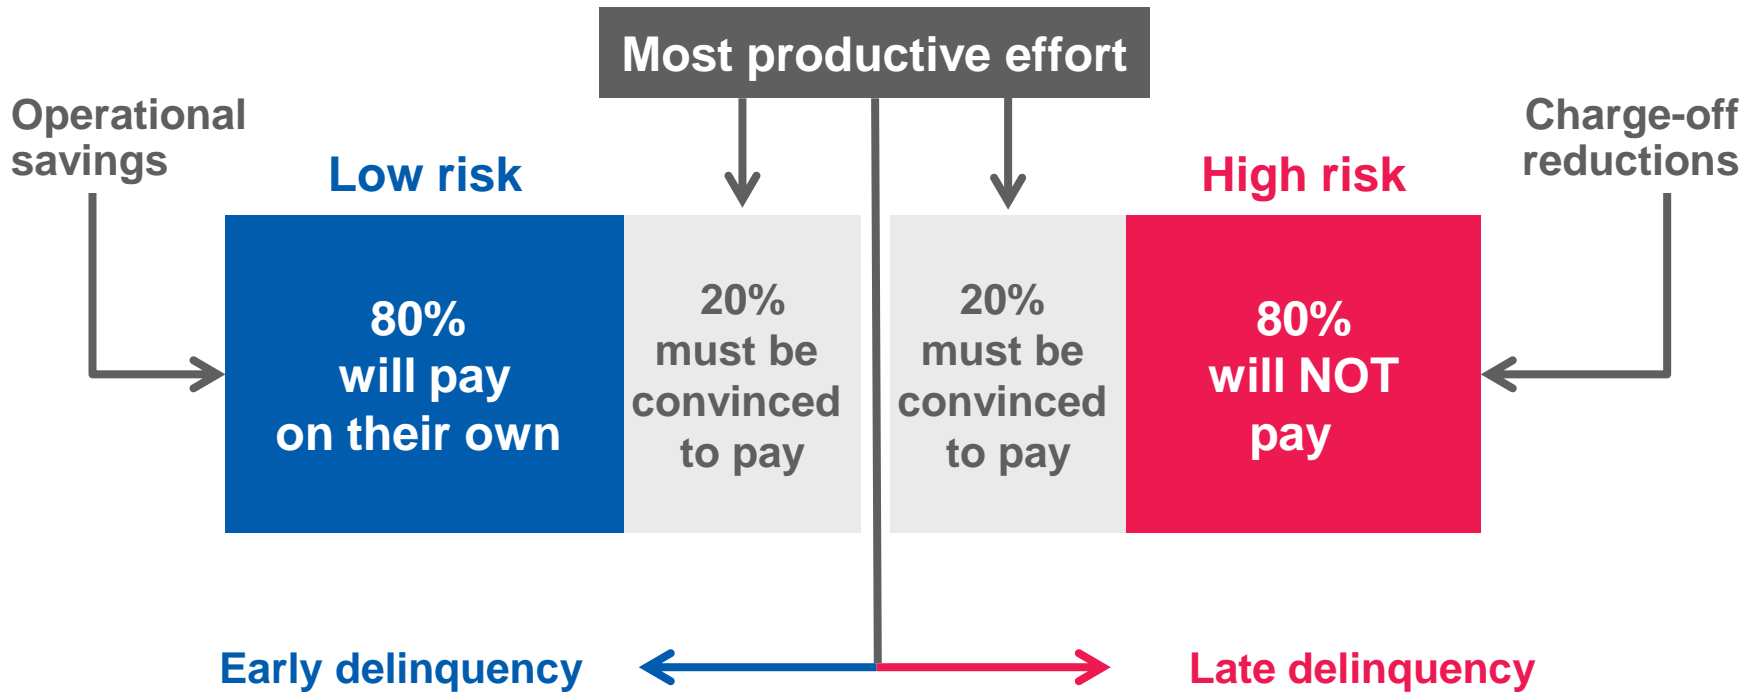 Most productive effort
Operational
savings
Charge-off
reductions
Low risk
High risk
80%
will pay
on their own
20%
must be
convinced
to pay
20%
must be
convinced
to pay
80%
will NOT
pay
Early delinquency
Late delinquency